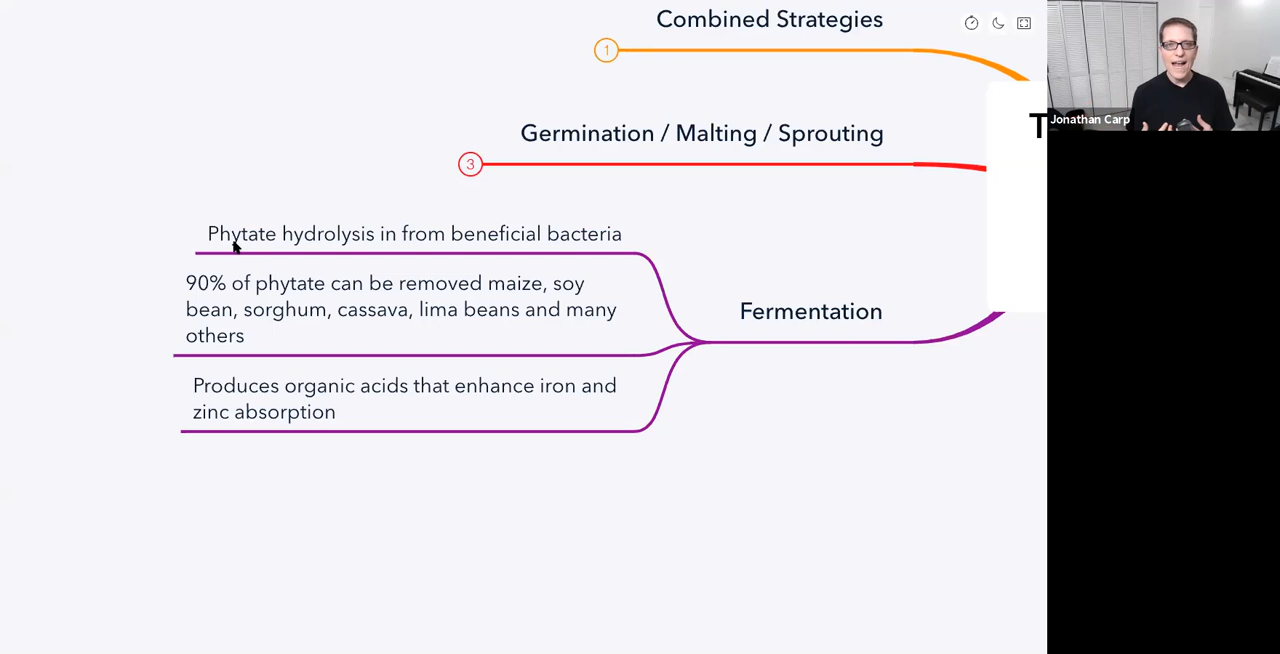 Combined Strategies
1
Germination / Malting / Sprouting
3
Phytate hydrolysis in from beneficial bacteria
90% of phytate can be removed maize, soy
bean, sorghum, cassava, lima beans and many
others
Fermentation
Produces organic acids that enhance iron and
zinc absorption
T
Jonathan Carp